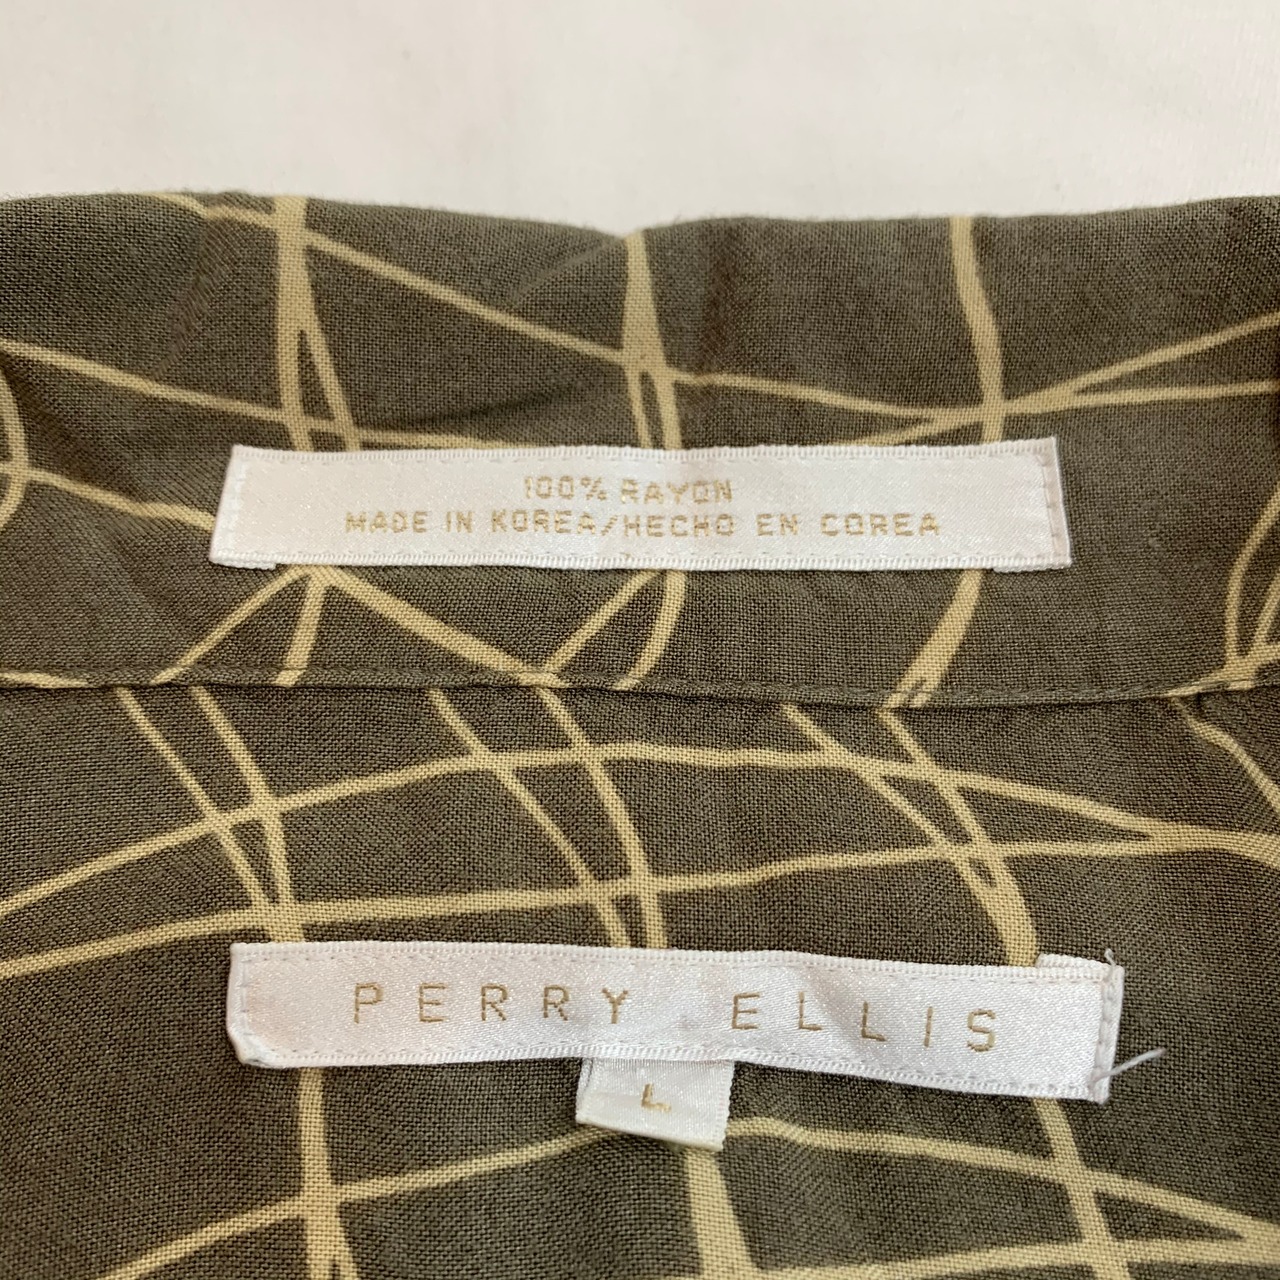 100% RAYON
MADE IN KOREA/HECHO EN COREA
PERRY ELLIS
L